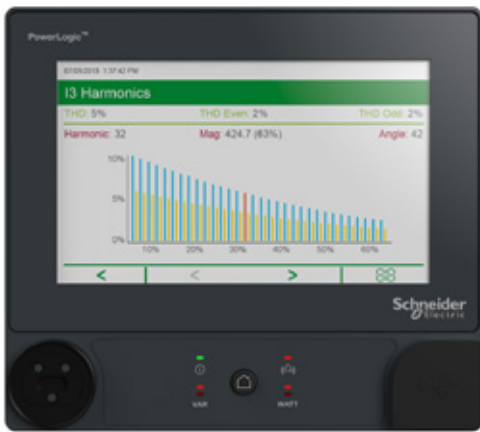 PowerLogic™
07/09/2015 1:37:42 PM
I3 Harmonics
THD: 5% THD Even: 2% THD Odd: 2%
Harmonic: 32 Mag: 424.7 (63%) Angle: 42
10%
5%
0%
10% 20% 30% 40% 50% 60%
< < >
Schneider
Electric
VAR WATT